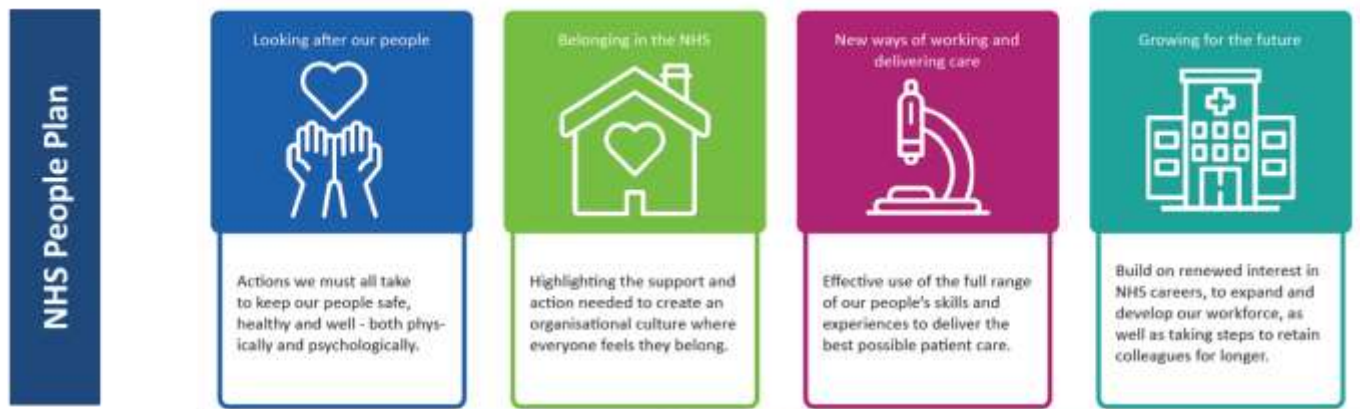 NHS People Plan
Looking after our people
Actions we must all take
to keep our people safe,
healthy and well - both phys-
ically and psychologically.
Belonging in the NHS
Highlighting the support and
action needed to create an
organisational culture where
everyone feels they belong.
New ways of working and
delivering care
Effective use of the full range
of our people's skills and
experiences to deliver the
best possible patient care.
Growing for the future
Build on renewed interest in
NHS careers, to expand and
develop our workforce, as
well as taking steps to retain
colleagues for longer.